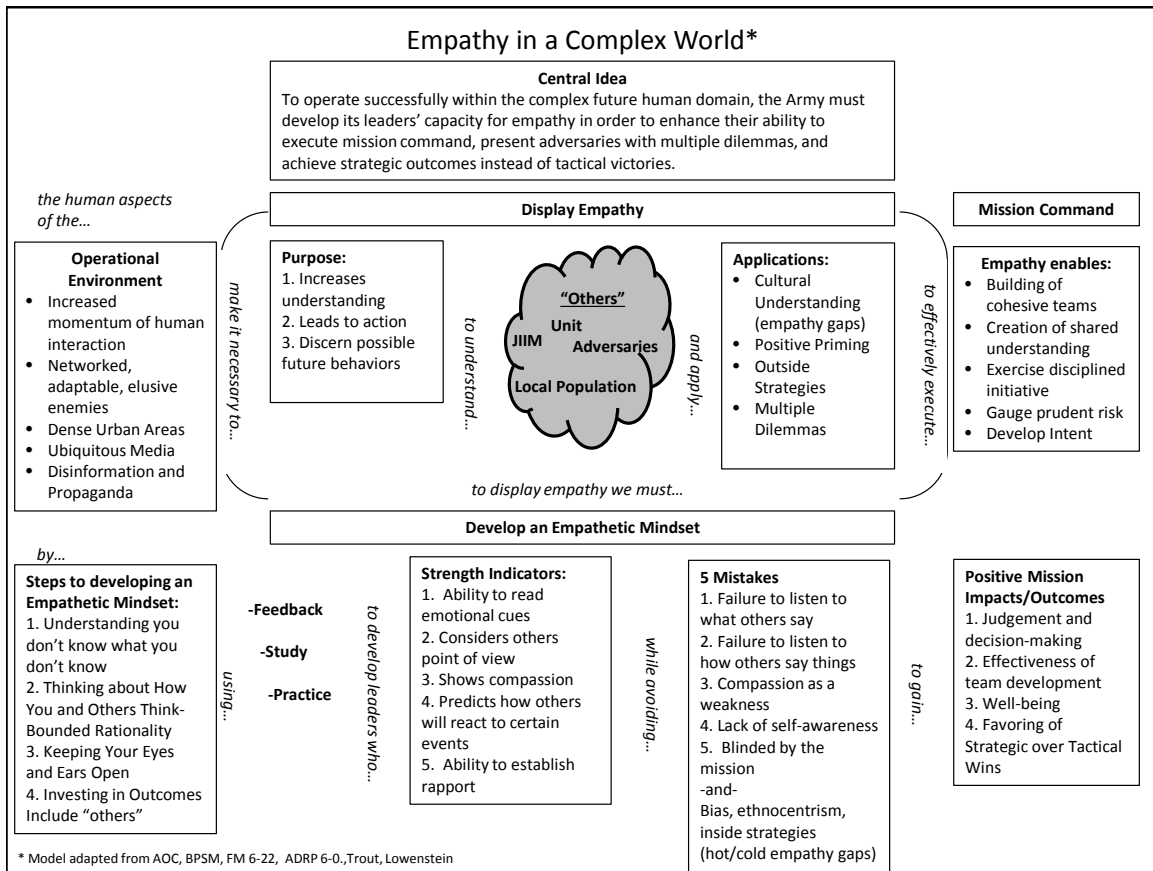 Empathy in a Complex World*
Central Idea
To operate successfully within the complex future human domain, the Army must
develop its leaders' capacity for empathy in order to enhance their ability to
execute mission command, present adversaries with multiple dilemmas, and
achieve strategic outcomes instead of tactical victories.
the human aspects
of the…
Operational
Environment
• Increased
momentum of human
interaction
• Networked,
adaptable, elusive
enemies
• Dense Urban Areas
• Ubiquitous Media
• Disinformation and
Propaganda
make it necessary to…
Display Empathy
Purpose:
1. Increases
understanding
2. Leads to action
3. Discern possible
future behaviors
to understand…
"Others"
Unit
JIIM
Adversaries
Local Population
and apply…
Applications:
• Cultural
Understanding
(empathy gaps)
• Positive Priming
• Outside
Strategies
• Multiple
Dilemmas
to effectively execute…
Mission Command
Empathy enables:
• Building of
cohesive teams
• Creation of shared
understanding
• Exercise disciplined
initiative
• Gauge prudent risk
• Develop Intent
to display empathy we must…
Develop an Empathetic Mindset
by…
Steps to developing an
Empathetic Mindset:
1. Understanding you
don't know what you
don't know
2. Thinking about How
You and Others Think-
Bounded Rationality
3. Keeping Your Eyes
and Ears Open
4. Investing in Outcomes
Include "others"
using…
-Feedback
-Study
-Practice
to develop leaders who…
Strength Indicators:
1. Ability to read
emotional cues
2. Considers others
point of view
3. Shows compassion
4. Predicts how others
will react to certain
events
5. Ability to establish
rapport
while avoiding…
5 Mistakes
1. Failure to listen to
what others say
2. Failure to listen to
how others say things
3. Compassion as a
weakness
4. Lack of self-awareness
5. Blinded by the
mission
-and-
Bias, ethnocentrism,
inside strategies
(hot/cold empathy gaps)
to gain…
Positive Mission
Impacts/Outcomes
1. Judgement and
decision-making
2. Effectiveness of
team development
3. Well-being
4. Favoring of
Strategic over Tactical
Wins
* Model adapted from AOC, BPSM, FM 6-22, ADRP 6-0.,Trout, Lowenstein